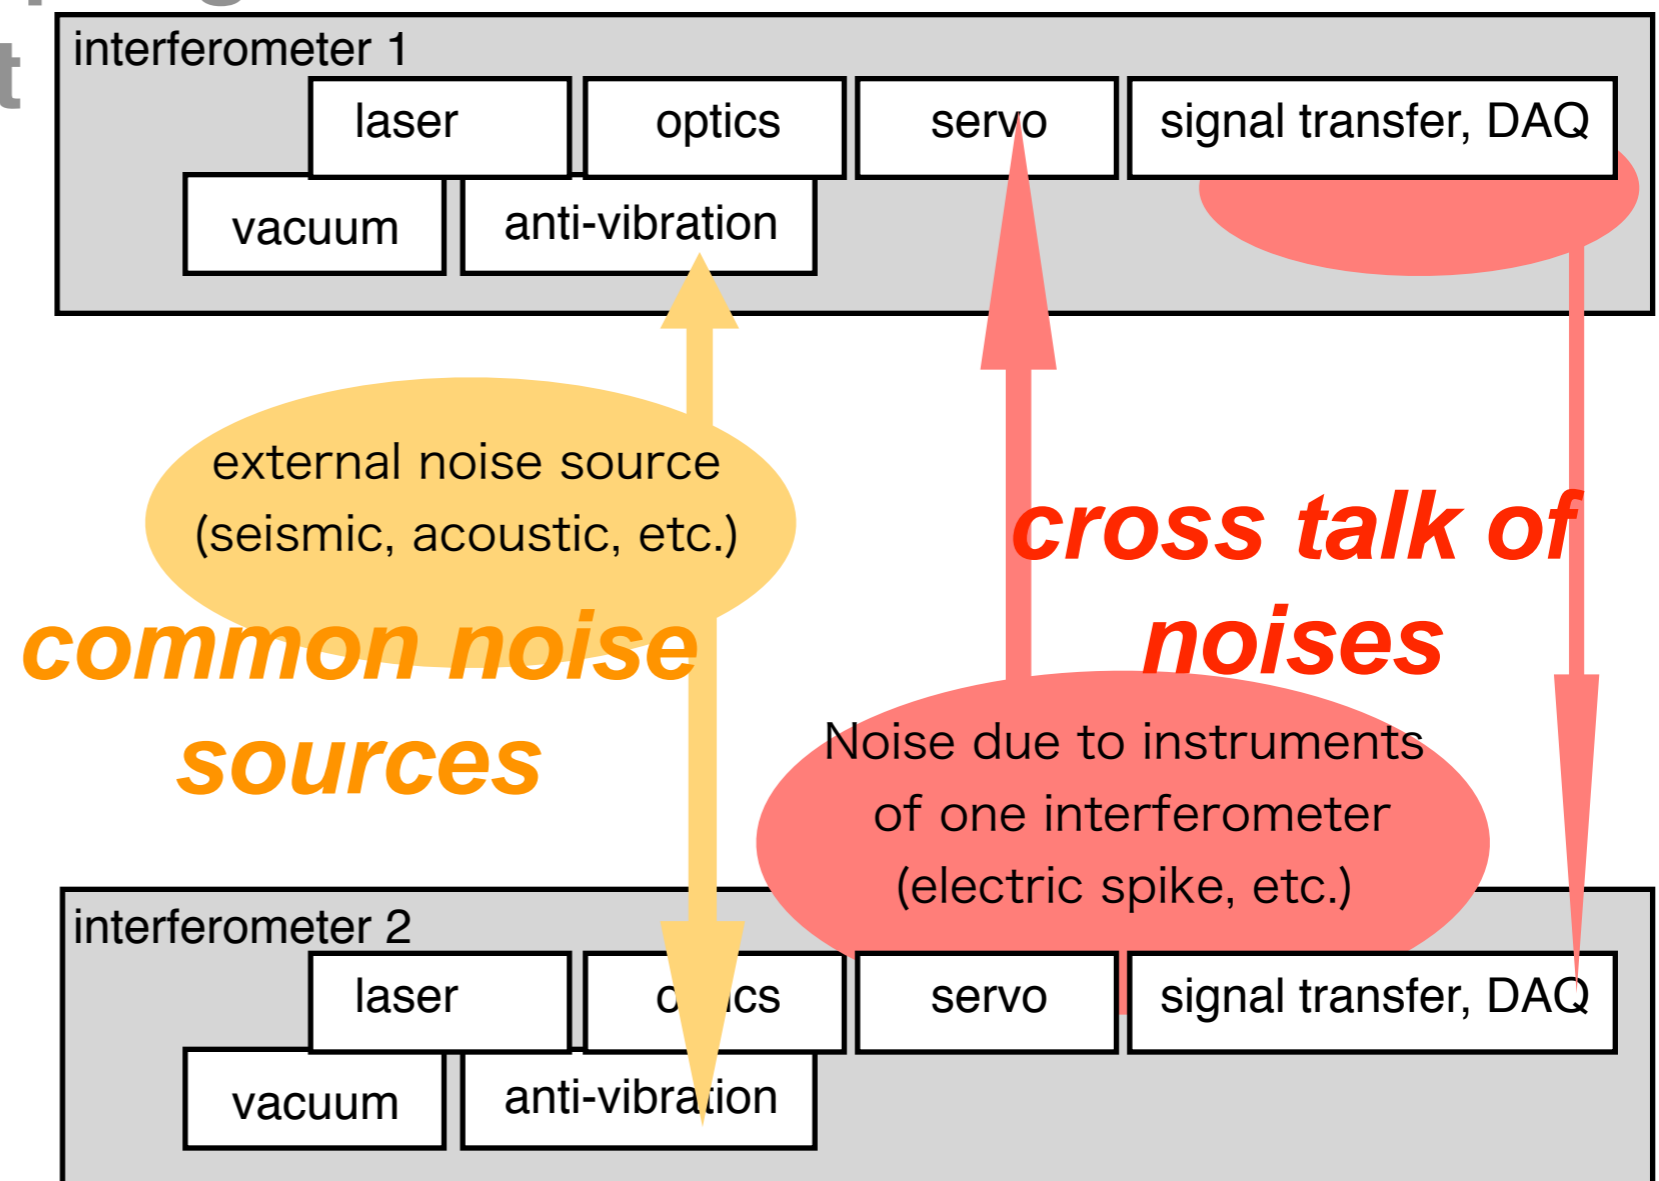 t
interferometer 1
laser
optics
servo
signal transfer, DAQ
vacuum
anti-vibration
external noise source
(seismic, acoustic, etc.)
common noise
sources
cross talk of
noises
Noise due to instruments
of one interferometer
(electric spike, etc.)
interferometer 2
laser
servo
signal transfer, DAQ
vacuum
anti-vibration